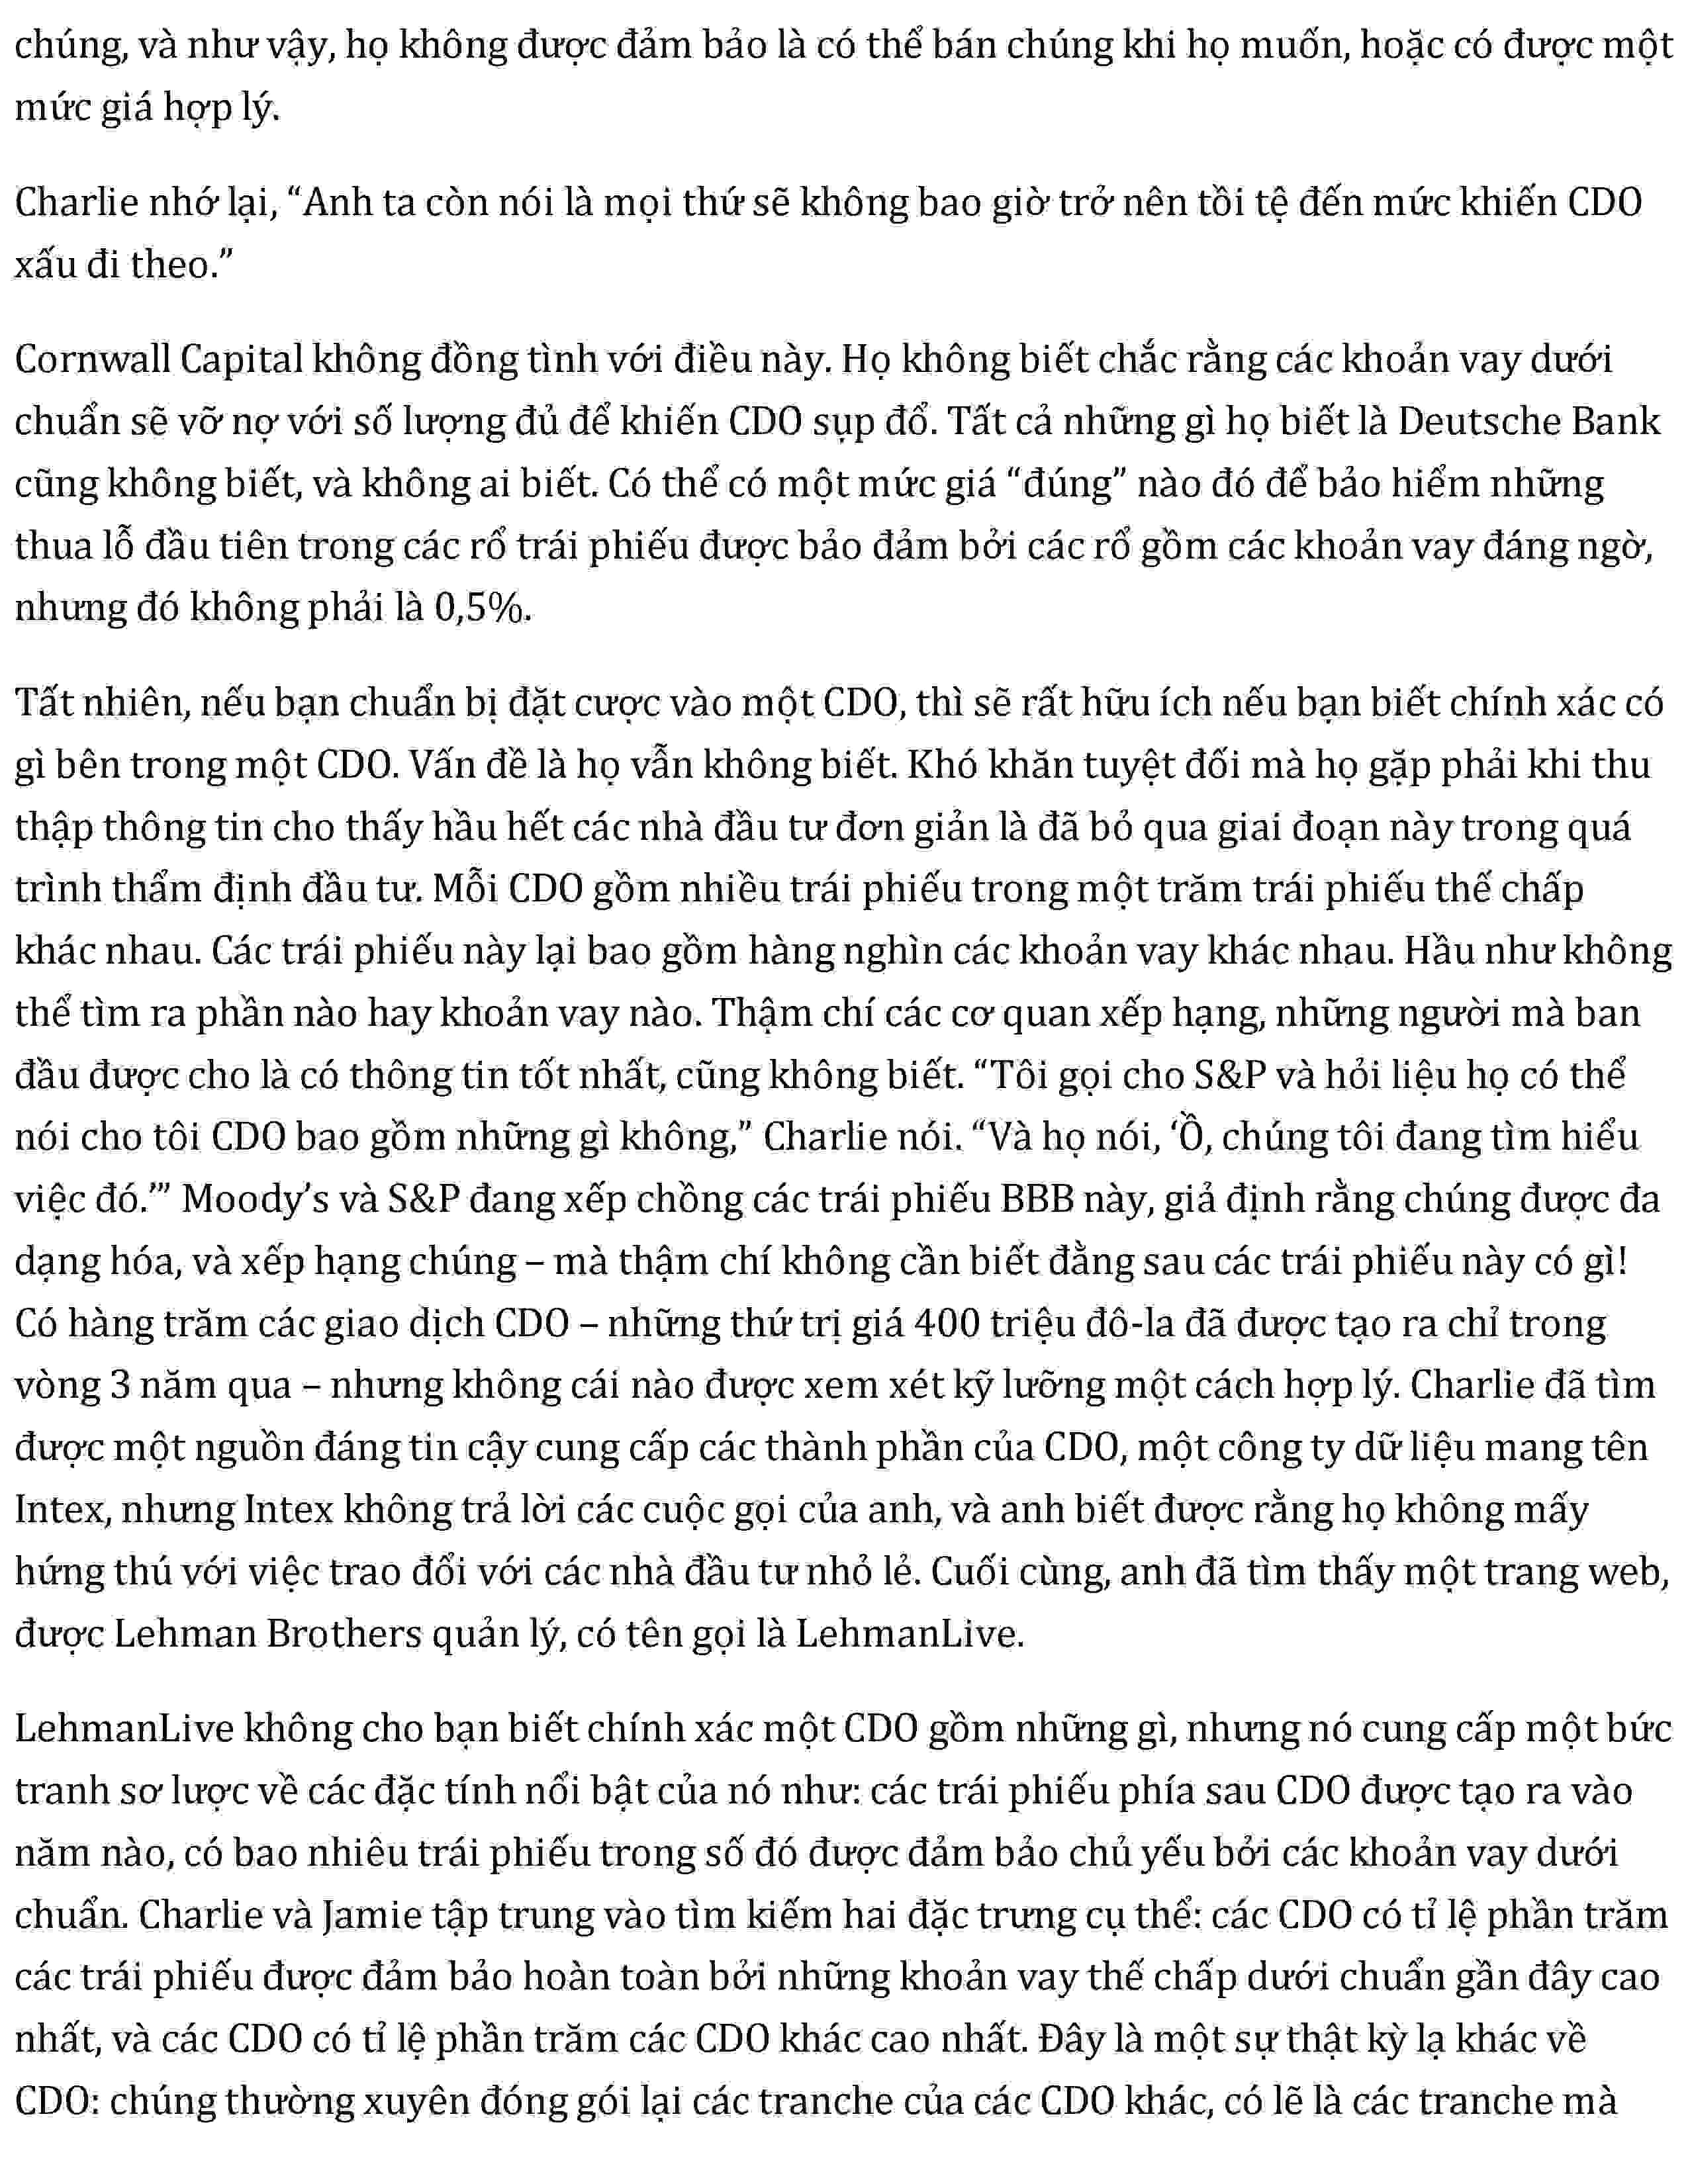 chúng, và như vậy, họ không được đảm bảo là có thể bán chúng khi họ muốn, hoặc có được một
mức giá hợp lý.
Charlie nhớ lại, “Anh ta còn nói là mọi thứ sẽ không bao giờ trở nên tồi tệ đến mức khiến CDO
xấu đi theo.”
Cornwall Capital không đồng tình với điều này. Họ không biết chắc rằng các khoản vay dưới
chuẩn sẽ vỡ nợ với số lượng đủ để khiến CDO sụp đổ. Tất cả những gì họ biết là Deutsche Bank
cũng không biết, và không ai biết. Có thể có một mức giá “đúng” nào đó để bảo hiểm những
thua lỗ đầu tiên trong các rổ trái phiếu được bảo đảm bởi các rổ gồm các khoản vay đáng ngờ,
nhưng đó không phải là 0,5%.
Tất nhiên, nếu bạn chuẩn bị đặt cược vào một CDO, thì sẽ rất hữu ích nếu bạn biết chính xác có
gì bên trong một CDO. Vấn đề là họ vẫn không biết. Khó khăn tuyệt đối mà họ gặp phải khi thu
thập thông tin cho thấy hầu hết các nhà đầu tư đơn giản là đã bỏ qua giai đoạn này trong quá
trình thẩm định đầu tư. Mỗi CDO gồm nhiều trái phiếu trong một trăm trái phiếu thế chấp
khác nhau. Các trái phiếu này lại bao gồm hàng nghìn các khoản vay khác nhau. Hầu như không
thể tìm ra phần nào hay khoản vay nào. Thậm chí các cơ quan xếp hạng, những người mà ban
đầu được cho là có thông tin tốt nhất, cũng không biết. “Tôi gọi cho S&P và hỏi liệu họ có thể
nói cho tôi CDO bao gồm những gì không,” Charlie nói. “Và họ nói, ‘Ồ, chúng tôi đang tìm hiểu
việc đó.’” Moody’s và S&P đang xếp chồng các trái phiếu BBB này, giả định rằng chúng được đa
dạng hóa, và xếp hạng chúng – mà thậm chí không cần biết đằng sau các trái phiếu này có gì!
Có hàng trăm các giao dịch CDO – những thứ trị giá 400 triệu đô-la đã được tạo ra chỉ trong
vòng 3 năm qua – nhưng không cái nào được xem xét kỹ lưỡng một cách hợp lý. Charlie đã tìm
được một nguồn đáng tin cậy cung cấp các thành phần của CDO, một công ty dữ liệu mang tên
Intex, nhưng Intex không trả lời các cuộc gọi của anh, và anh biết được rằng họ không mấy
hứng thú với việc trao đổi với các nhà đầu tư nhỏ lẻ. Cuối cùng, anh đã tìm thấy một trang web,
được Lehman Brothers quản lý, có tên gọi là LehmanLive.
LehmanLive không cho bạn biết chính xác một CDO gồm những gì, nhưng nó cung cấp một bức
tranh sơ lược về các đặc tính nổi bật của nó như: các trái phiếu phía sau CDO được tạo ra vào
năm nào, có bao nhiêu trái phiếu trong số đó được đảm bảo chủ yếu bởi các khoản vay dưới
chuẩn. Charlie và Jamie tập trung vào tìm kiếm hai đặc trưng cụ thể: các CDO có tỉ lệ phần trăm
các trái phiếu được đảm bảo hoàn toàn bởi những khoản vay thế chấp dưới chuẩn gần đây cao
nhất, và các CDO có tỉ lệ phần trăm các CDO khác cao nhất. Đây là một sự thật kỳ lạ khác về
CDO: chúng thường xuyên đóng gói lại các tranche của các CDO khác, có lẽ là các tranche mà